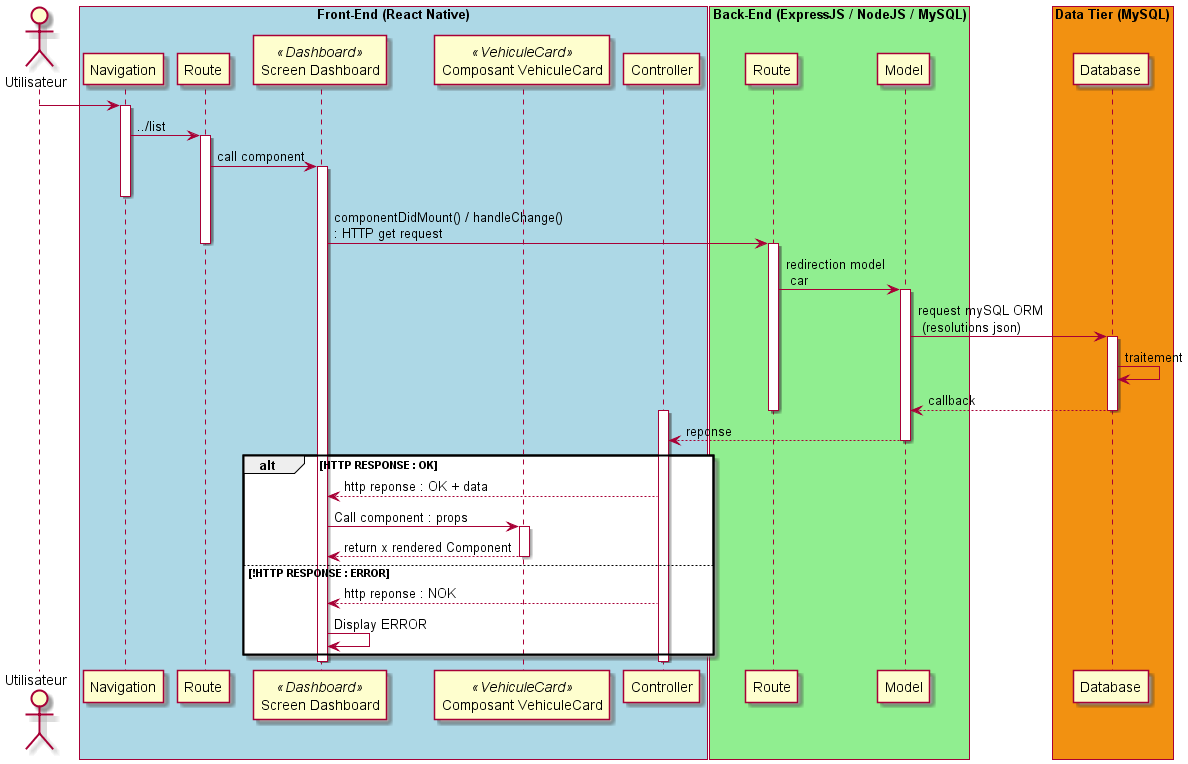 Front-End (React Native)
Back-End (ExpressJS / NodeJS / MySQL)
Data Tier (MySQL)
Utilisateur
Navigation
Route
«Dashboard»
Screen Dashboard
«VehiculeCard»
Composant VehiculeCard
Controller
Route
Model
Database
../list
call component
componentDidMount() / handleChange()
: HTTP get request
redirection model
car
request mySQL ORM
(resolutions json)
traitement
callback
reponse
alt
[HTTP RESPONSE : OK]
http reponse : OK + data
Call component : props
return x rendered Component
[!HTTP RESPONSE : ERROR]
http reponse : NOK
Display ERROR
Utilisateur
Navigation
Route
«Dashboard»
Screen Dashboard
«VehiculeCard»
Composant VehiculeCard
Controller
Route
Model
Database